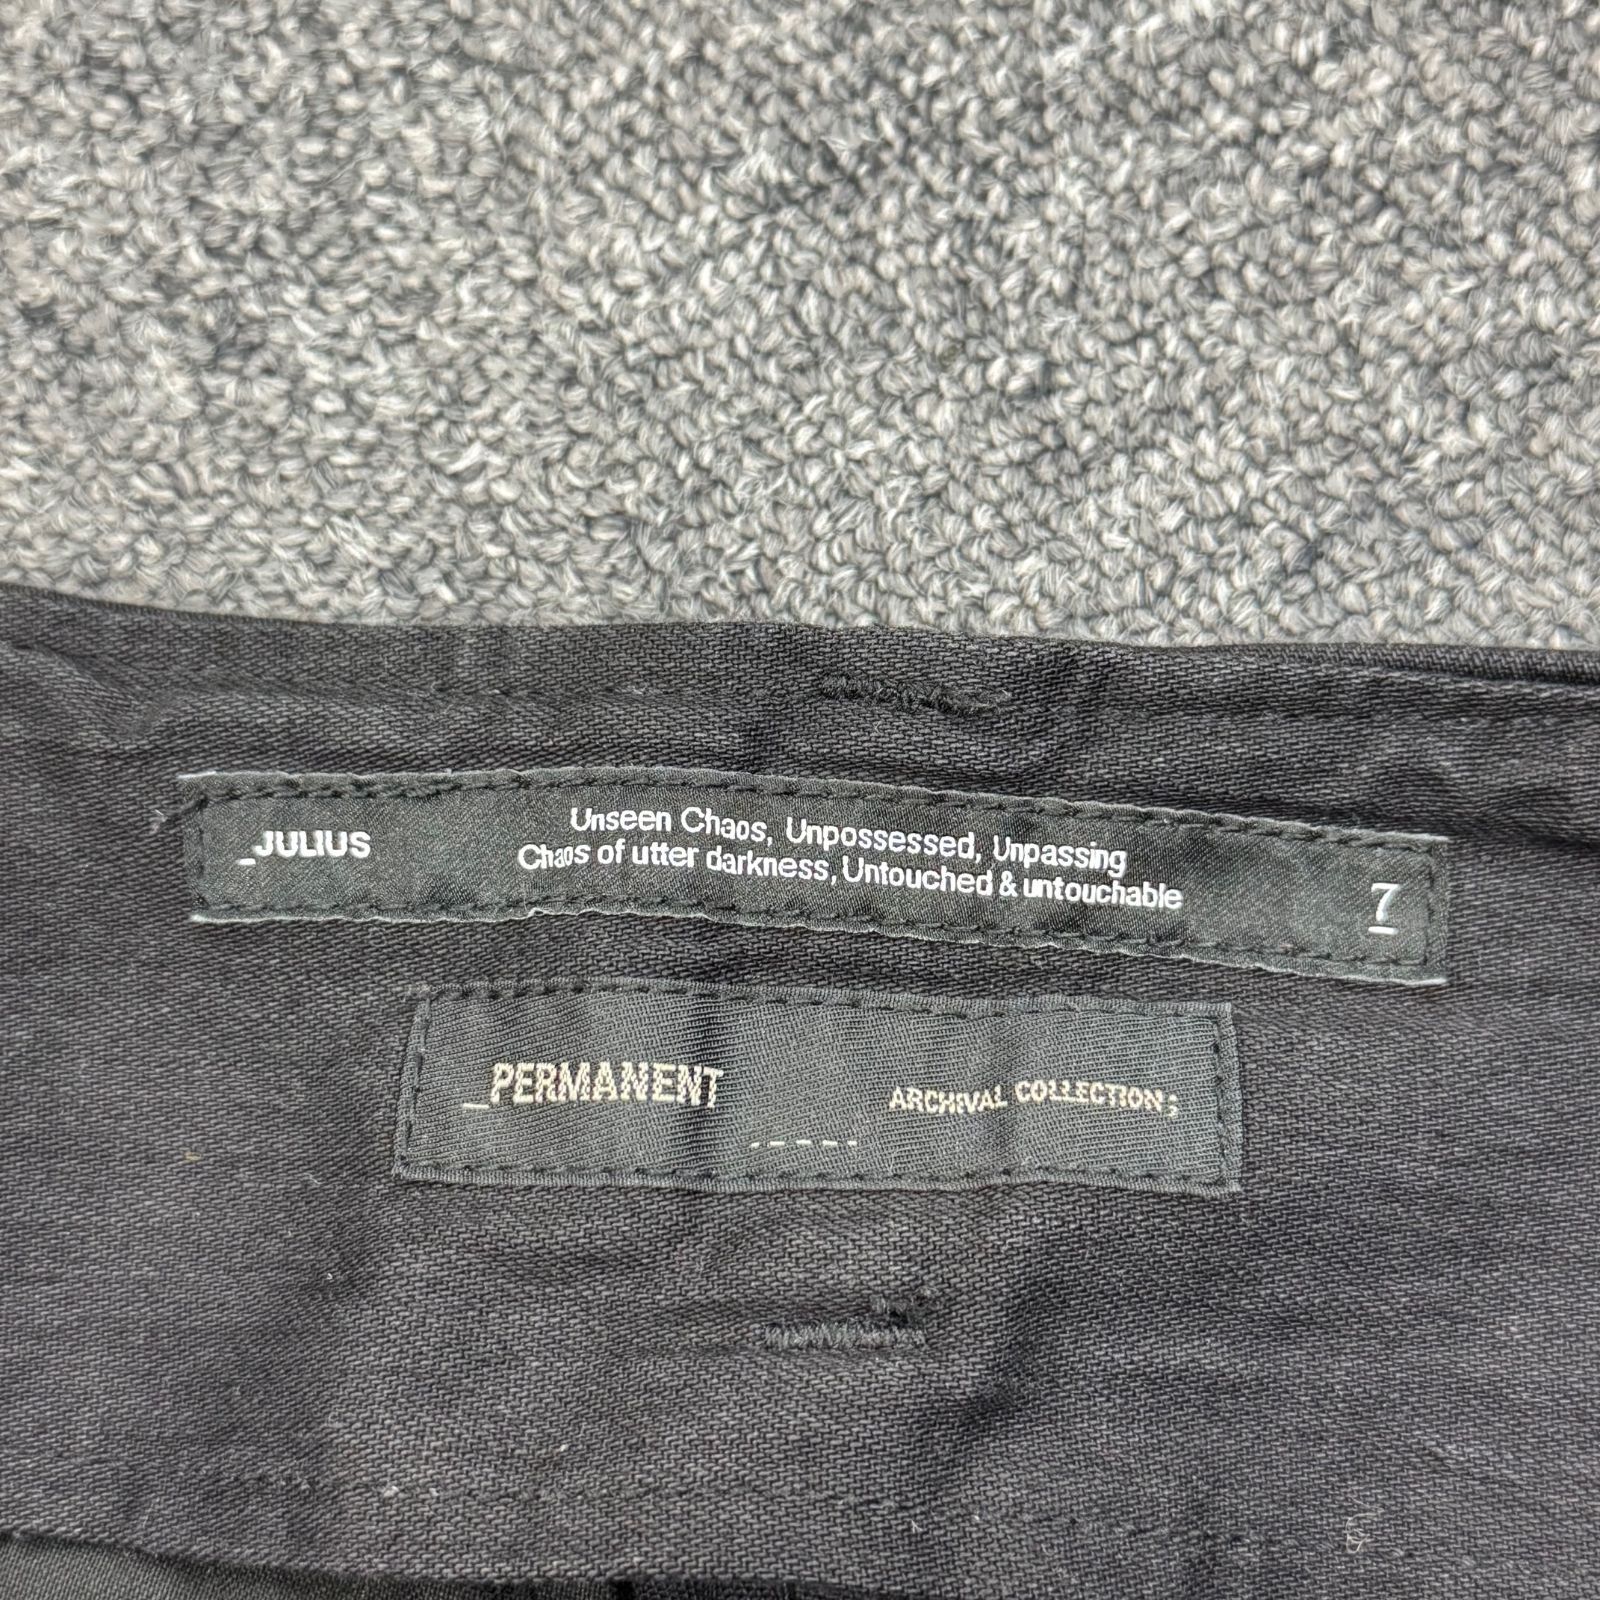 _JULIUS
Unseen Chaos, Unpossessed, Unpassing
Chaos of utter darkness, Untouched & untouchable
7
_PERMANENT
ARCHIVAL COLLECTION;
-----